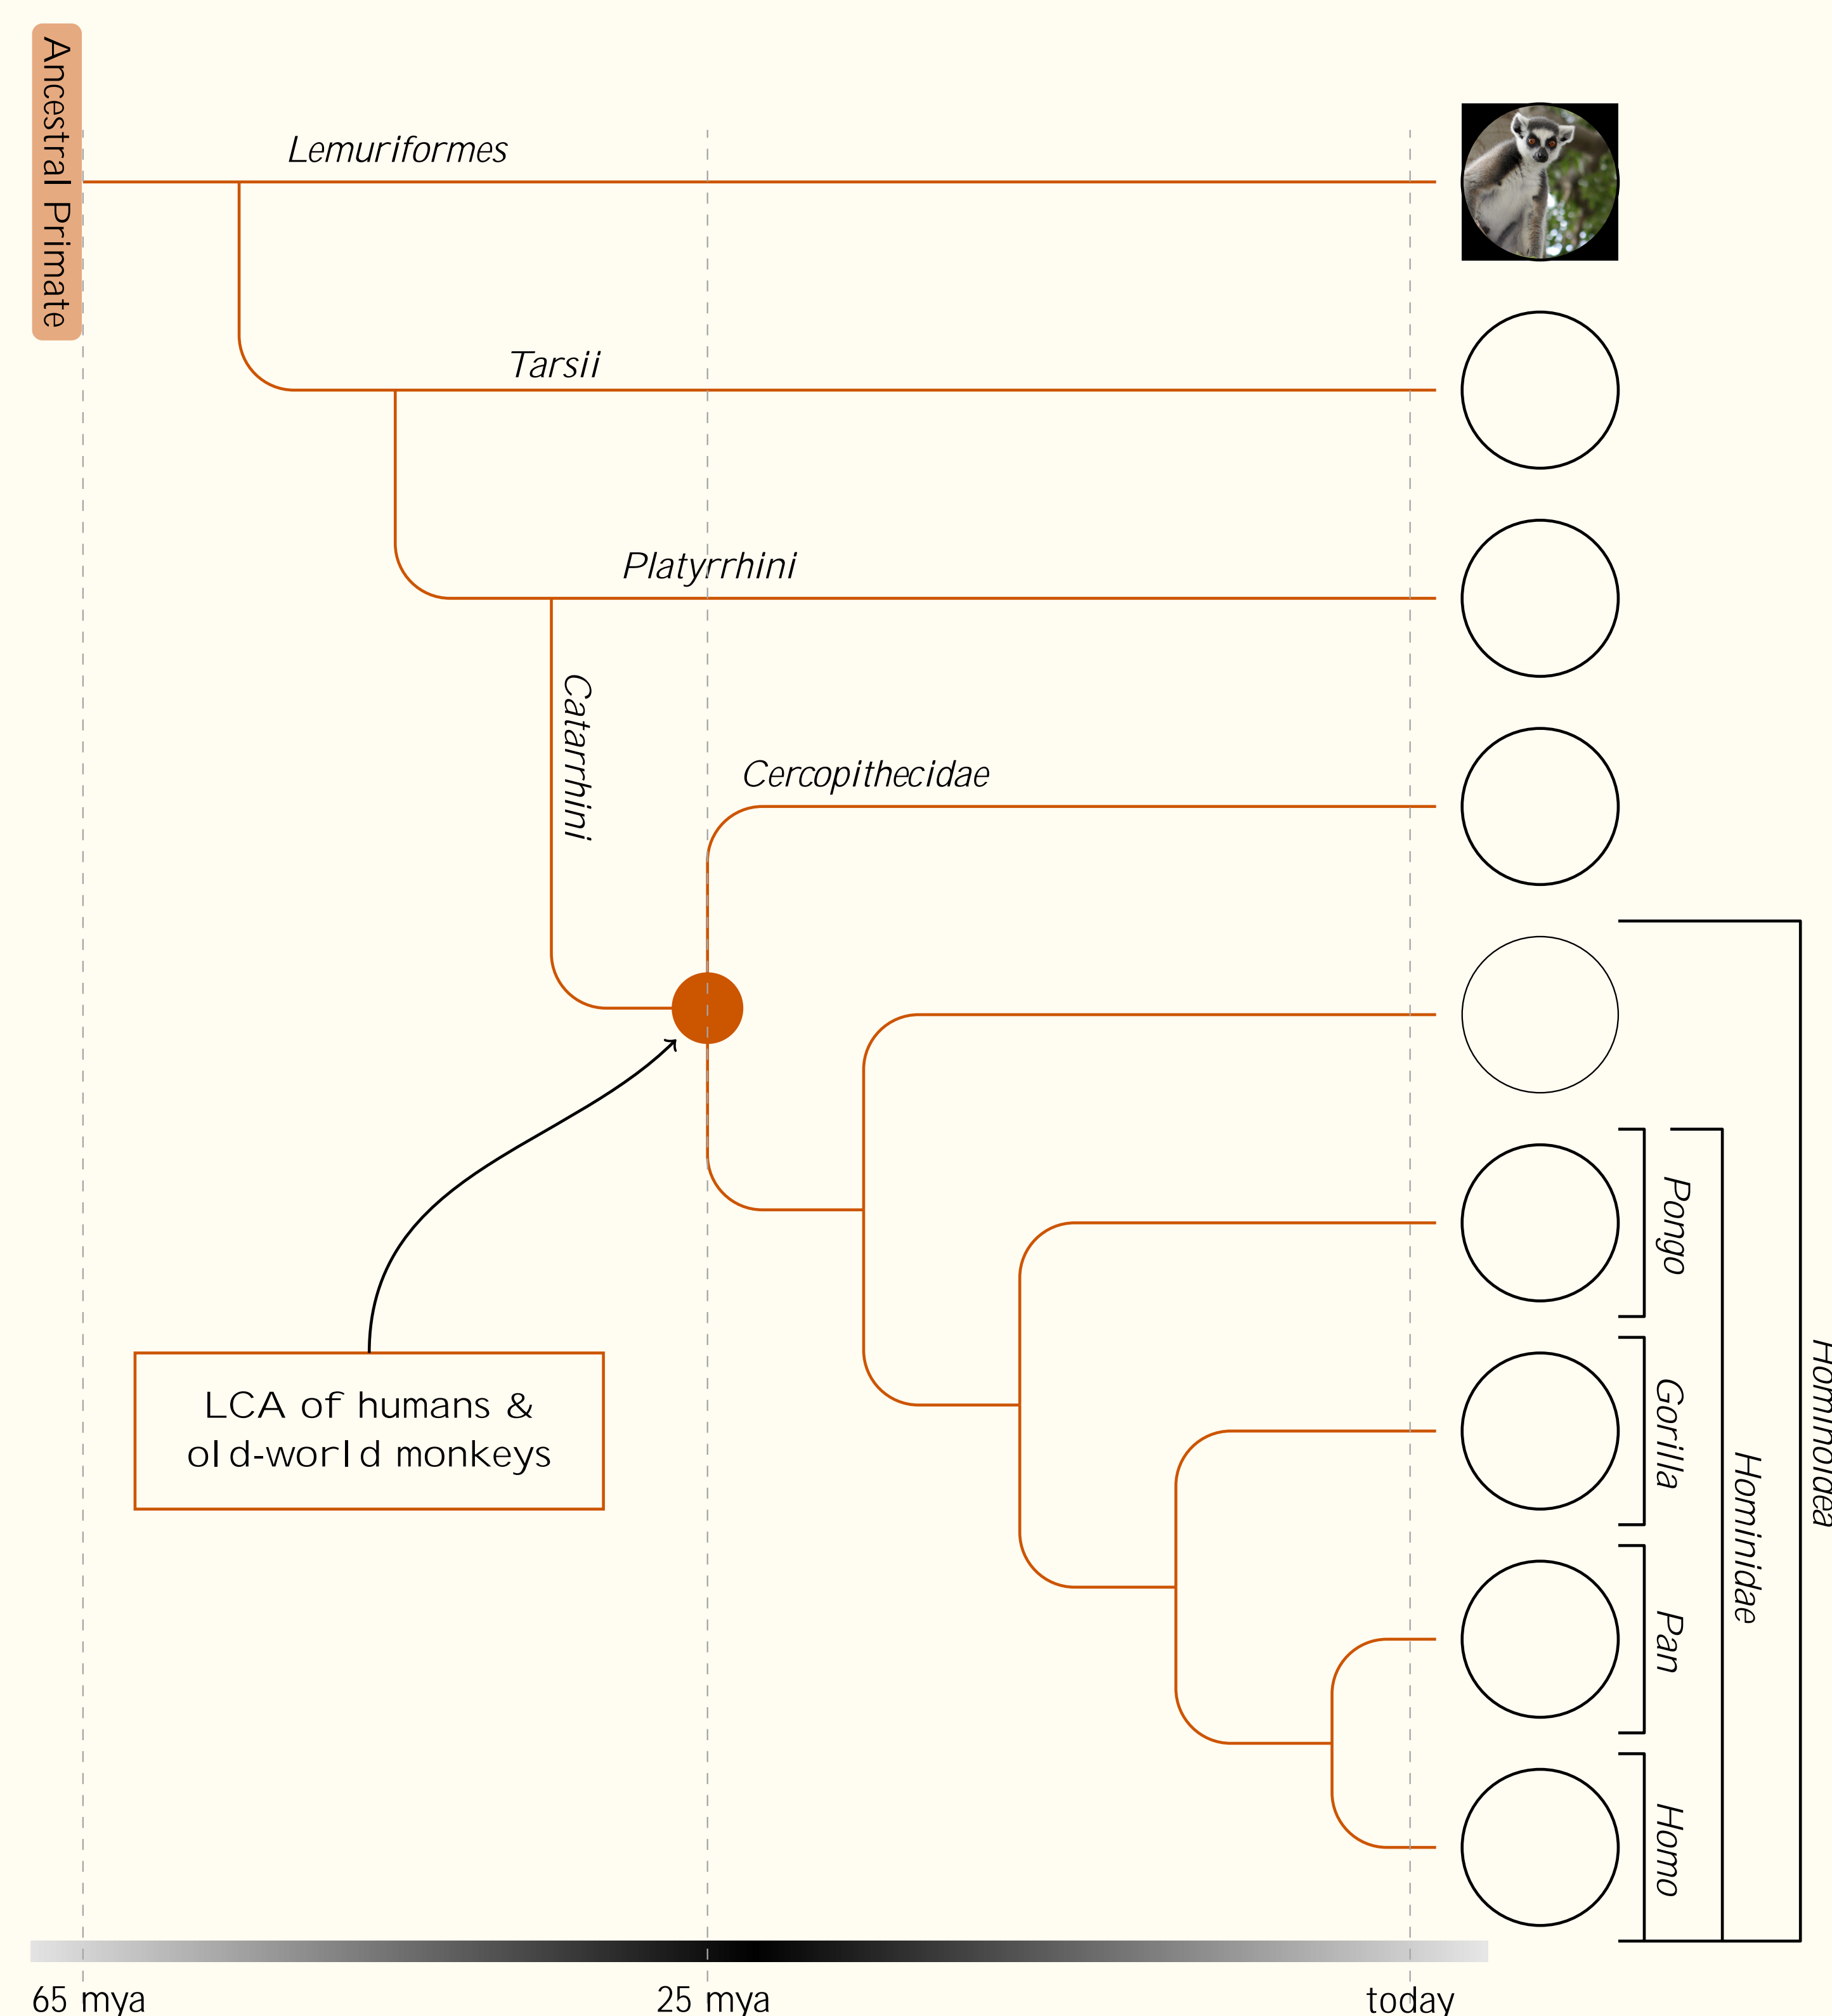 Ancestral Primate
Lemuriformes
Tarsii
Platyrrhini
Catarrhini
Cercopithecidae
LCA of humans &
old-world monkeys
Pongo
Gorilla
Pan
Homo
Hominidae
Hominoidea
65 mya
25 mya
today